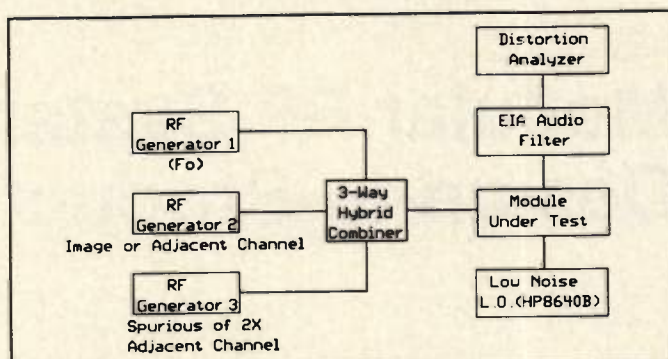 Distortion
Analyzer
EIA Audio
Filter
RF
Generator 1
(Fo)
3-Way
Hybrid
Combiner
RF
Generator 2
Image or Adjacent Channel
Module
Under Test
RF
Generator 3
Spurious of 2X
Adjacent Channel
Low Noise
L.O.(HP8640B)